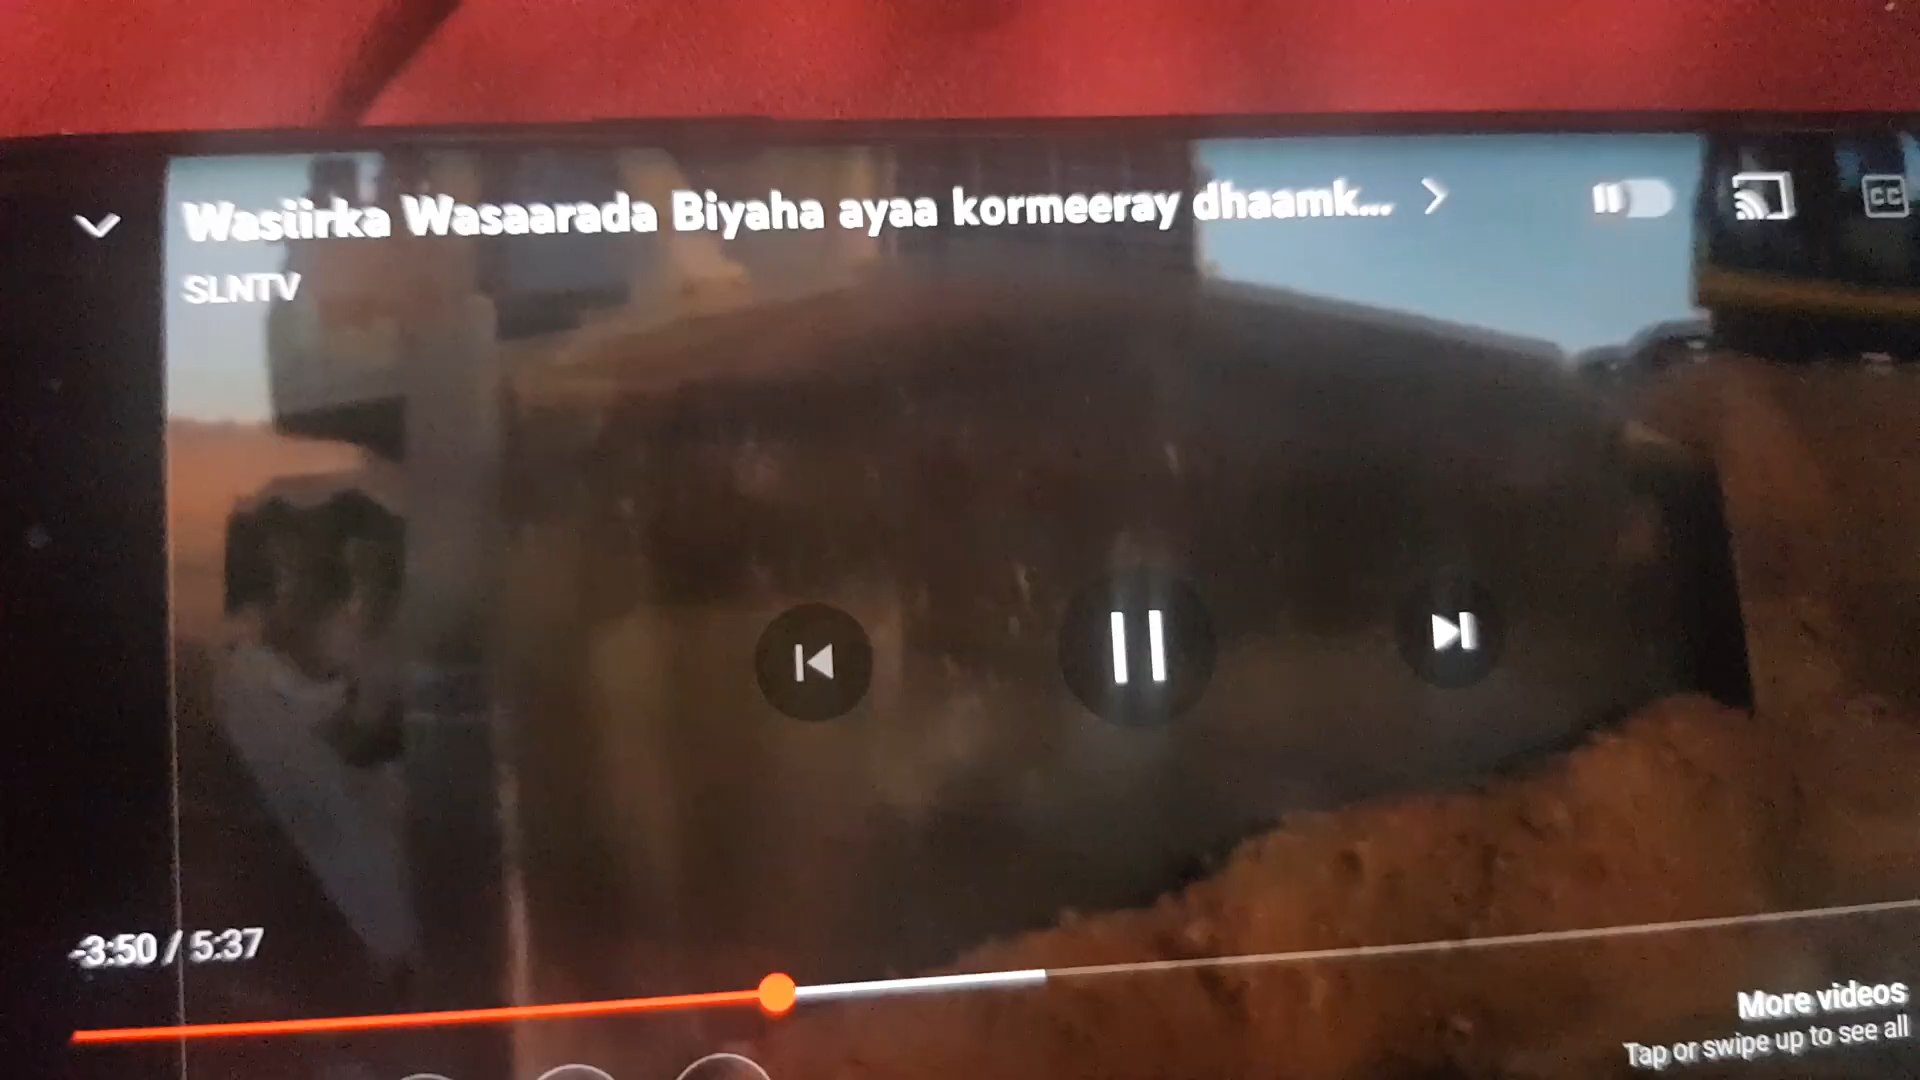 Wasiirka Wasaarada Biyaha ayaa kormeeray dhaamk...
SLNTV
CC
-3:50 / 5:37
More videos
Tap or swipe up to see all